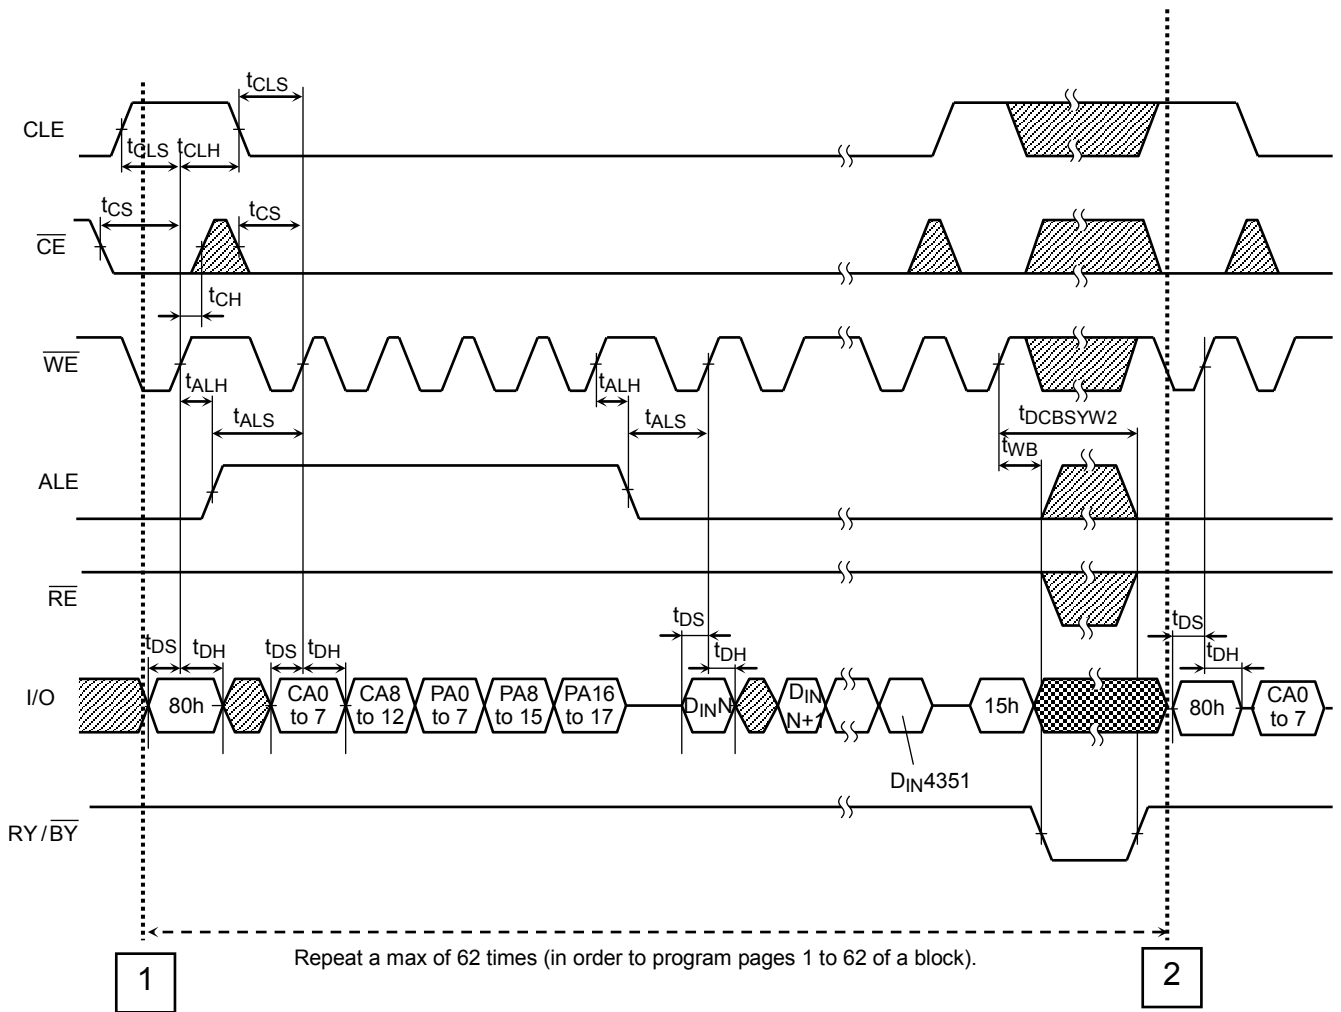 tCLS
CLE
tCLS tCLH
tCS tCS
CE
tCH
WE
tALH tALH
tALS tALS tDCBSYW2
tWB
ALE
RE
tDS tDH tDS tDH tDS tDH tDS tDH
I/O 80h CA0 to 7 CA8 to 12 PA0 to 7 PA8 to 15 PA16 to 17 DINN DIN N+1 15h 80h CA0 to 7
DIN4351
RY/BY
Repeat a max of 62 times (in order to program pages 1 to 62 of a block).
1 2